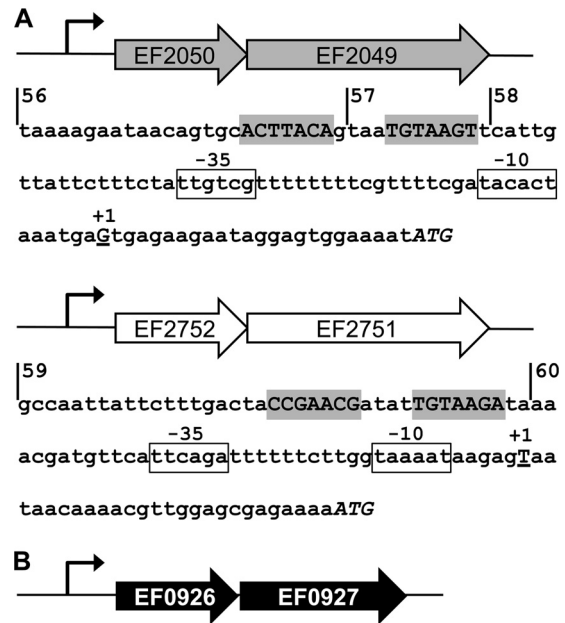 A
EF2050 EF2049
56 57 58
taaaagaataacagtgcACTTACAgtaaTGTAAGTtcattg
-35 -10
ttattctttctattgtcgttttttttcgttttcgatacact
+1
aaatgaGtgagaagaataggagtggaaaatATG
EF2752 EF2751
59 60
gccaattattctttgactaCCGAACGatatTGTAAGAtaaa
-35 -10 +1
acgatgttcattcagattttttcttggtaaaataagagTaa
taacaaaacgttggagcgagaaaaATG
B
EF0926 EF0927